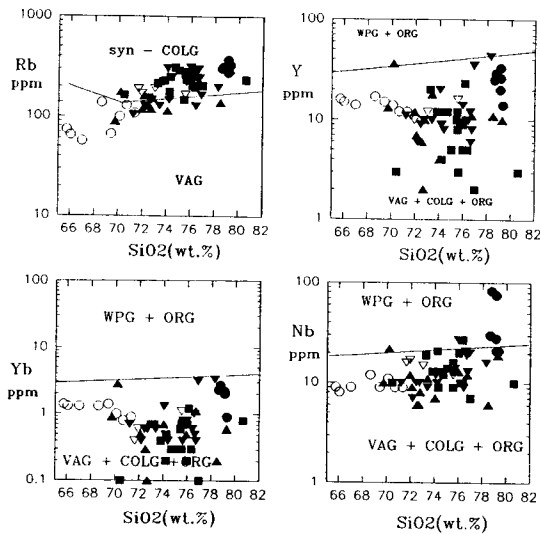 1000
Rb
ppm
100
10
syn - COLG
VAG
66 68 70 72 74 76 78 80 82
SiO2(wt.%)
100
Y
ppm
10
1
WPG + ORG
VAG + COLG + ORG
66 68 70 72 74 76 78 80 82
SiO2(wt.%)
100
10
Yb
ppm
1
0.1
WPG + ORG
VAG + COLG + ORG
66 68 70 72 74 76 78 80 82
SiO2(wt.%)
100
Nb
ppm
10
1
WPG + ORG
VAG + COLG + ORG
66 68 70 72 74 76 78 80 82
SiO2(wt.%)